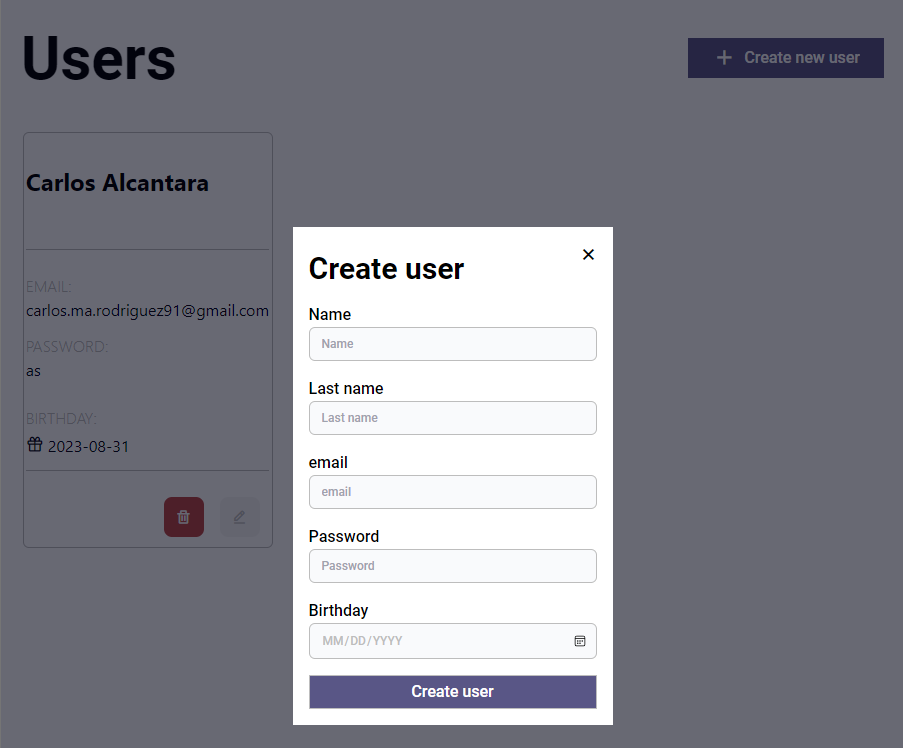 Users
Create new user
Carlos Alcantara
EMAIL:
carlos.ma.rodriguez91@gmail.com
PASSWORD:
as
BIRTHDAY:
2023-08-31
Create user
Name
Name
Last name
Last name
email
email
Password
Password
Birthday
MM/DD/YYYY
Create user